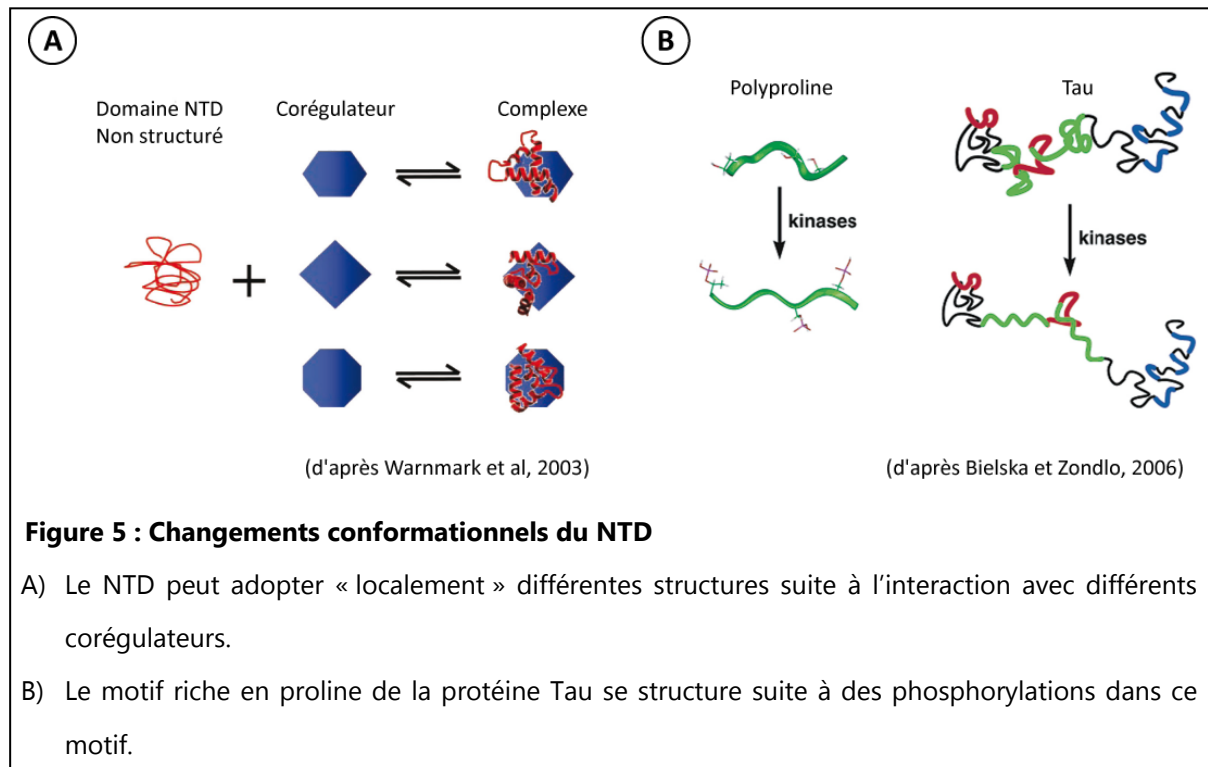 A
B
Domaine NTD
Non structuré
Corégulateur
Complexe
+
(d'après Warnmark et al, 2003)
Polyproline
Tau
kinases
kinases
(d'après Bielska et Zondlo, 2006)
Figure 5 : Changements conformationnels du NTD
A) Le NTD peut adopter « localement » différentes structures suite à l'interaction avec différents
corégulateurs.
B) Le motif riche en proline de la protéine Tau se structure suite à des phosphorylations dans ce
motif.